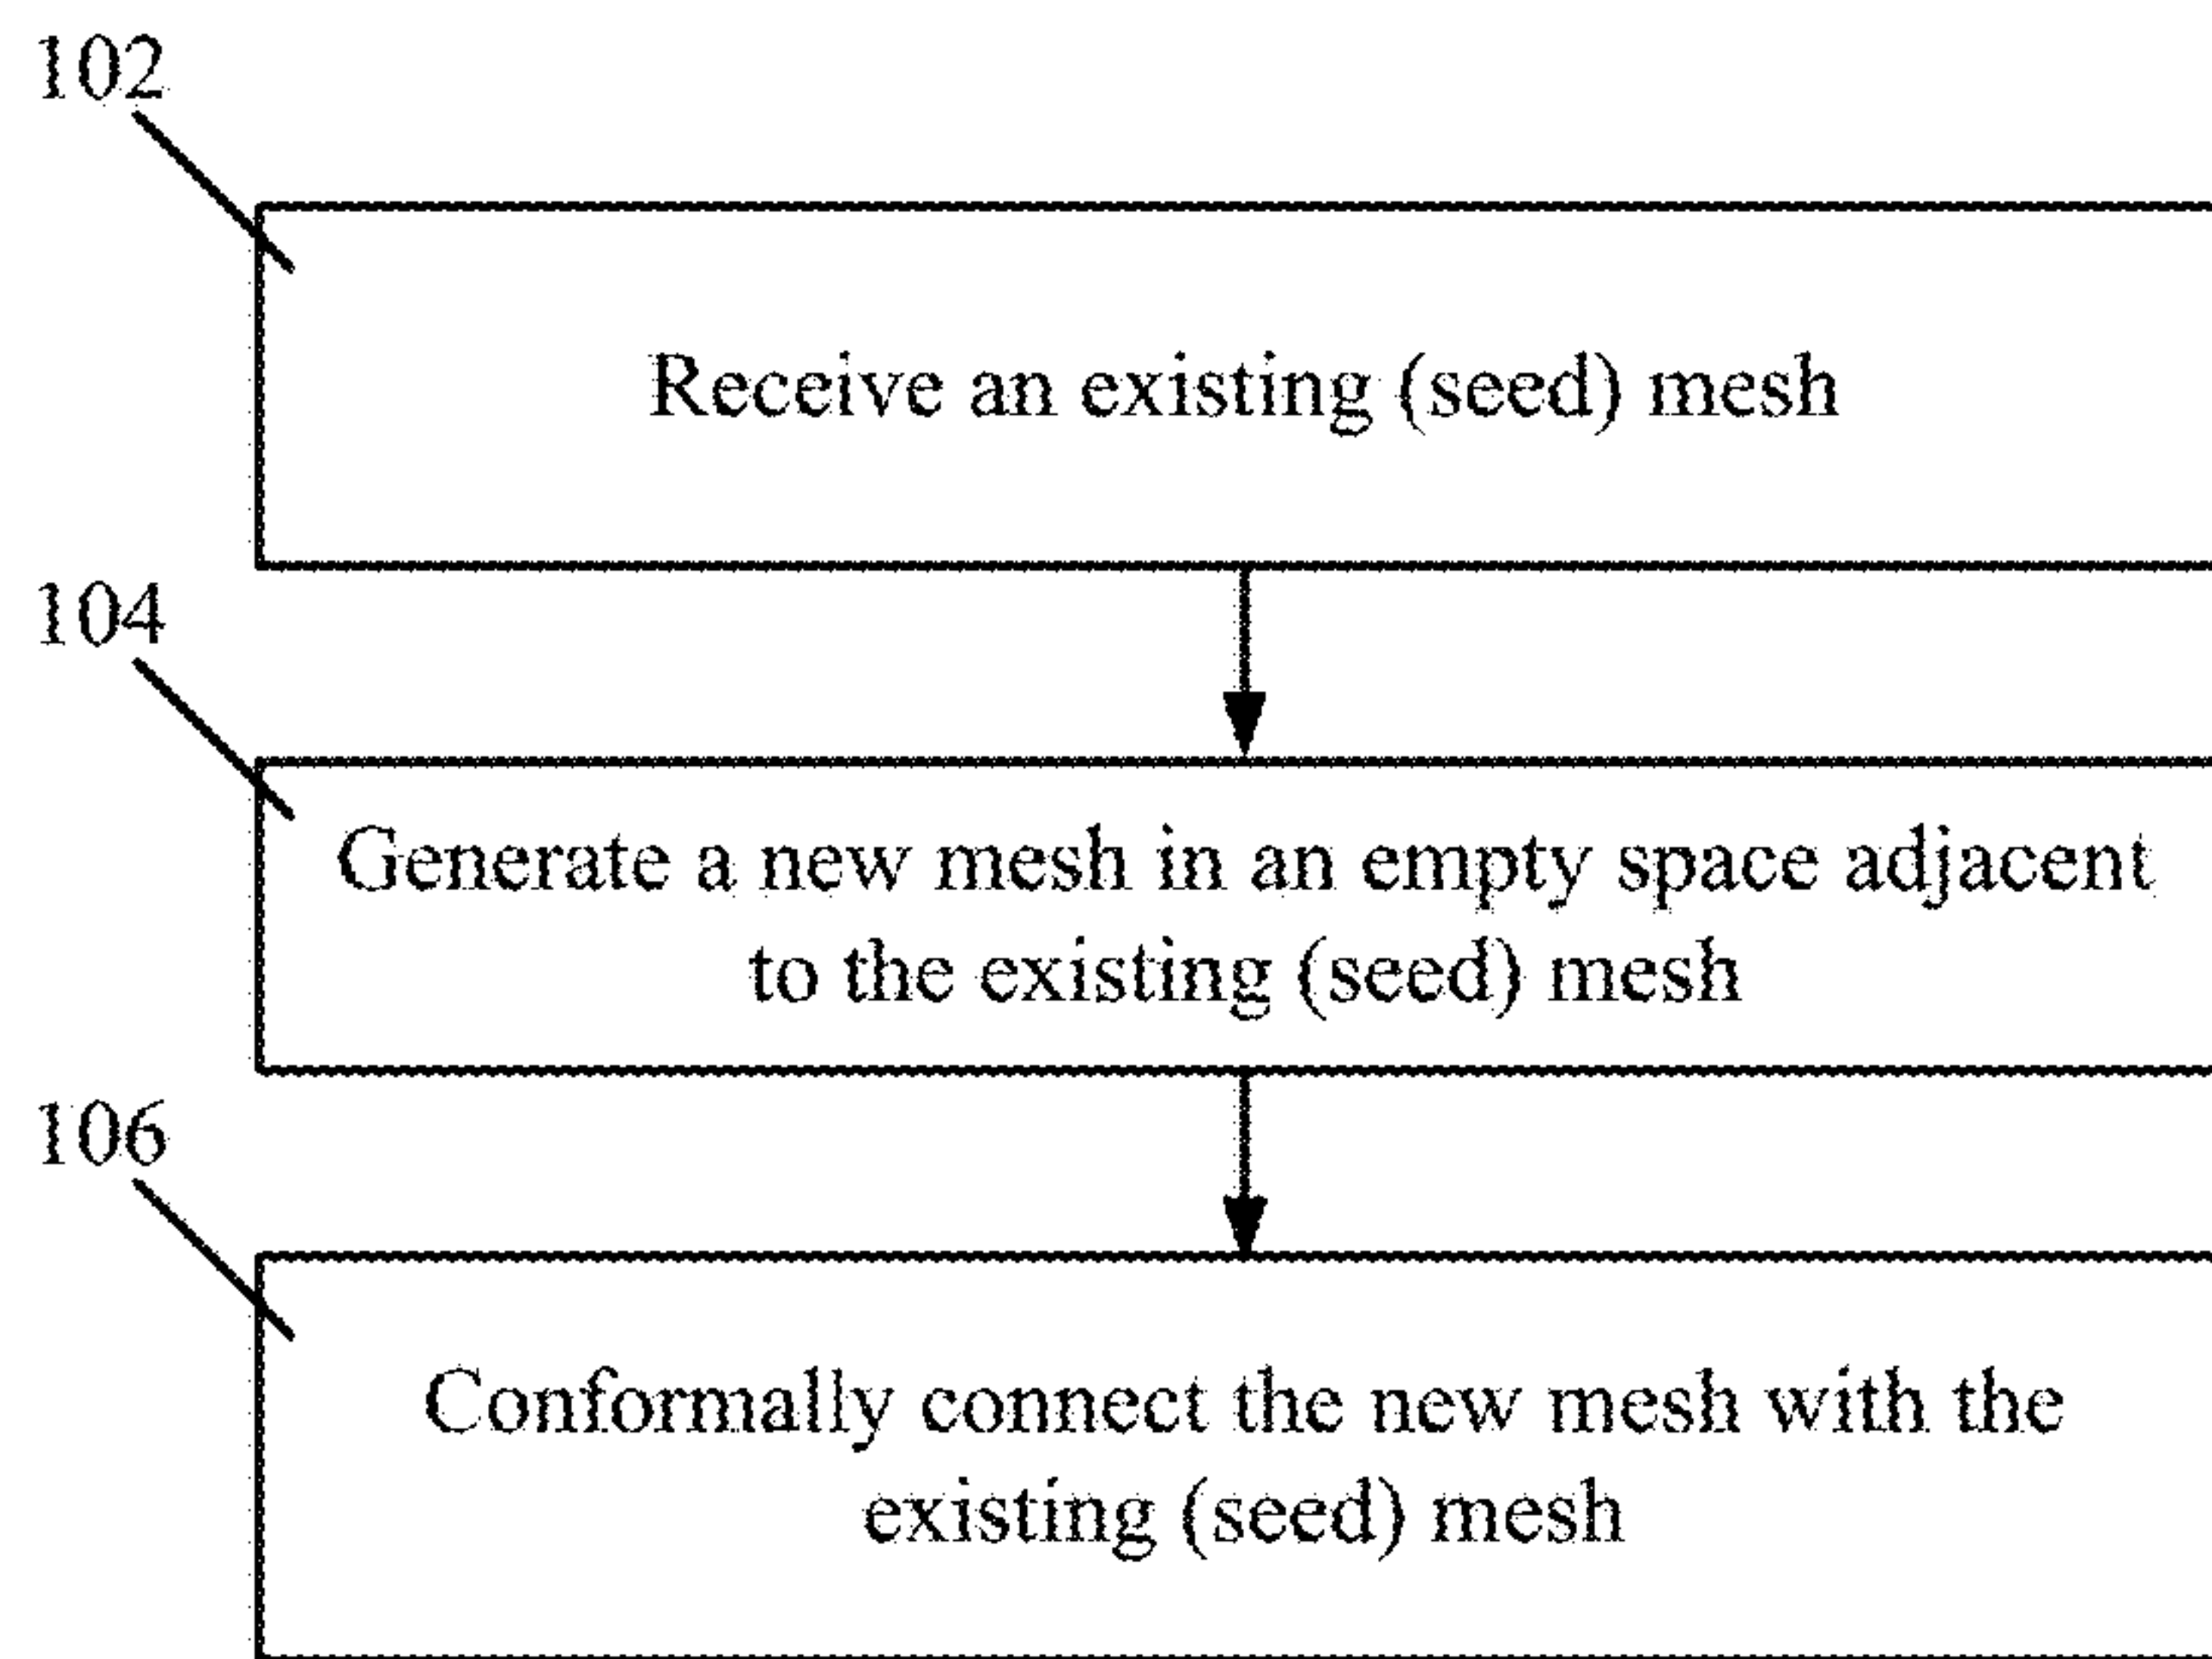 102
Receive an existing (seed) mesh
104
Generate a new mesh in an empty space adjacent
to the existing (seed) mesh
106
Conformally connect the new mesh with the
existing (seed) mesh